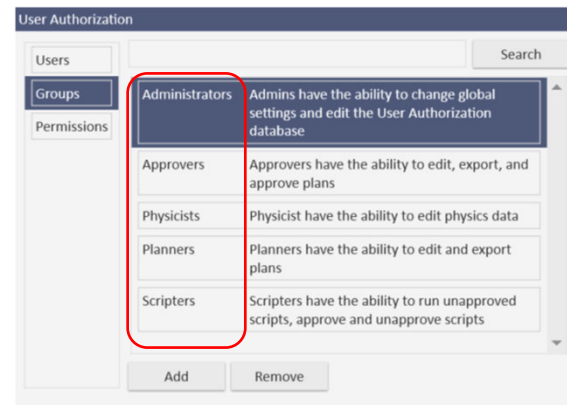 User Authorization
Users
Search
Groups
Permissions
Administrators
Admins have the ability to change global
settings and edit the User Authorization
database
Approvers
Approvers have the ability to edit, export, and
approve plans
Physicists
Physicist have the ability to edit physics data
Planners
Planners have the ability to edit and export
plans
Scripters
Scripters have the ability to run unapproved
scripts, approve and unapprove scripts
Add
Remove